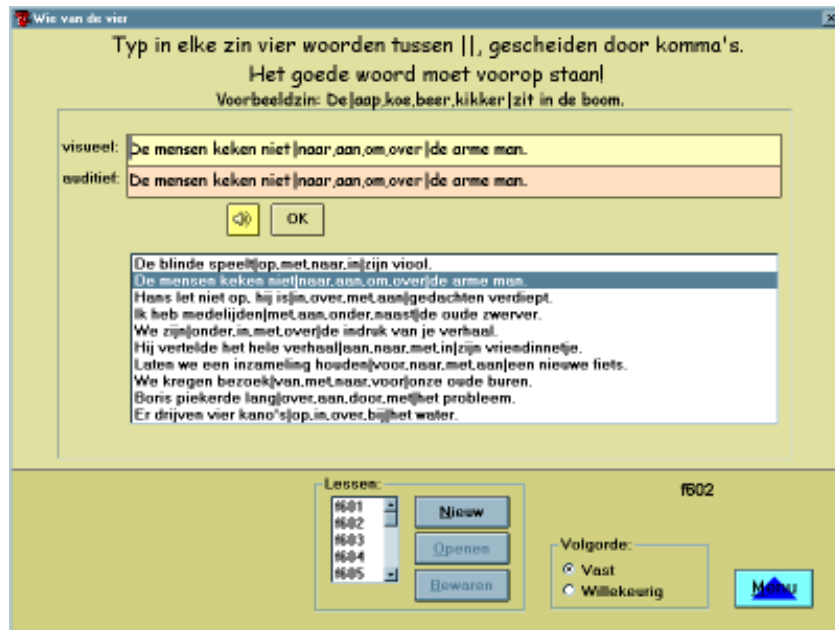 Wie van de vier
Typ in elke zin vier woorden tussen ||, gescheiden door komma's.
Het goede woord moet voorop staan!
Voorbeeldzin: De|aap,koe,beer,kikker|zit in de boom.
visueel: De mensen keken niet|naar,aan,om,over|de arme man.
auditief: De mensen keken niet|naar,aan,om,over|de arme man.
OK
De blinde speelt|op,met,naar,in|zijn viool.
De mensen keken niet|naar,aan,om,over|de arme man.
Hans let niet op, hij is|in,over,met,aan|gedachten verdiept.
Ik heb medelijden|met,aan,onder,naast|de oude zwerver.
We zijn|onder,in,met,over|de indruk van je verhaal.
Hij vertelde het hele verhaal|aan,naar,met,in|zijn vriendinnetje.
Laten we een inzameling houden|voor,naar,met,aan|een nieuwe fiets.
We kregen bezoek|van,met,naar,voor|onze oude buren.
Boris piekerde lang|over,aan,door,met|het probleem.
Er drijven vier kano's|op,in,over,bij|het water.
Lessen:
f601
f602
f603
f604
f605
Nieuw
Openen
Bewaren
f602
Volgorde:
Vast
Willekeurig
Menu